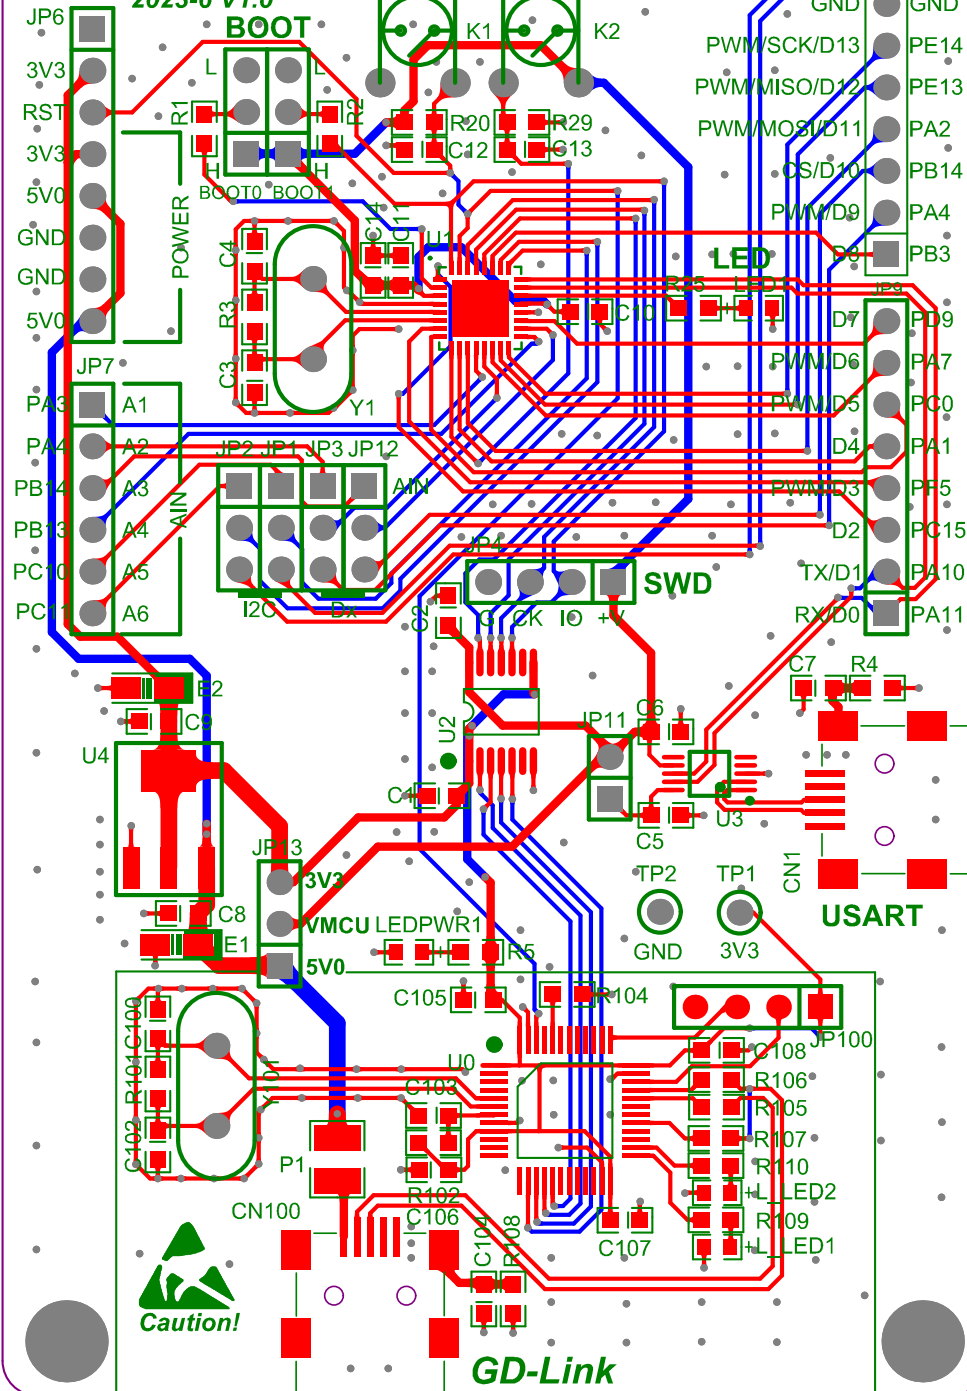 2023-6 V1.0
JP6
BOOT
K1
K2
GND GND
3V3
L L
PWM/SCK/D13 PE14
RST
R1
R2
R20
R29
PWM/MISO/D12 PE13
3V3
C12
C13
PWM/MOSI/D11 PA2
5V0
H H
BOOT0 BOOT1
CS/D10 PB14
POWER
GND
C4
C14
C11
U1
PWM/D9 PA4
GND
LED
D8 PB3
5V0
R3
C10
JP9
D7 PD9
JP7
C3
Y1
PWM/D6 PA7
PA3 A1
PWM/D5 PC0
PA4 A2
JP2 JP1 JP3 JP12
D4 PA1
PB14 A3
AIN
AIN
PWM/D3 PF5
PB13 A4
D2 PC15
PC10 A5
JP4
SWD
TX/D1 PA10
PC11 A6
I2C
Dx
C2
G CK IO +V
RX/D0 PA11
E2
C7 R4
C9
U2
JP11
C6
U4
C1
U3
C5
JP13
3V3
TP2 TP1
CN1
VMCU
LEDPWR1
C8
E1
USART
5V0
R5
GND 3V3
C105
R104
C100
JP100
U0
C108
R101
C103
R106
R105
C102
R107
P1
R110
R102
+L_LED2
CN100
C106
C104
R108
R109
C107
+L_LED1
Caution!
GD-Link